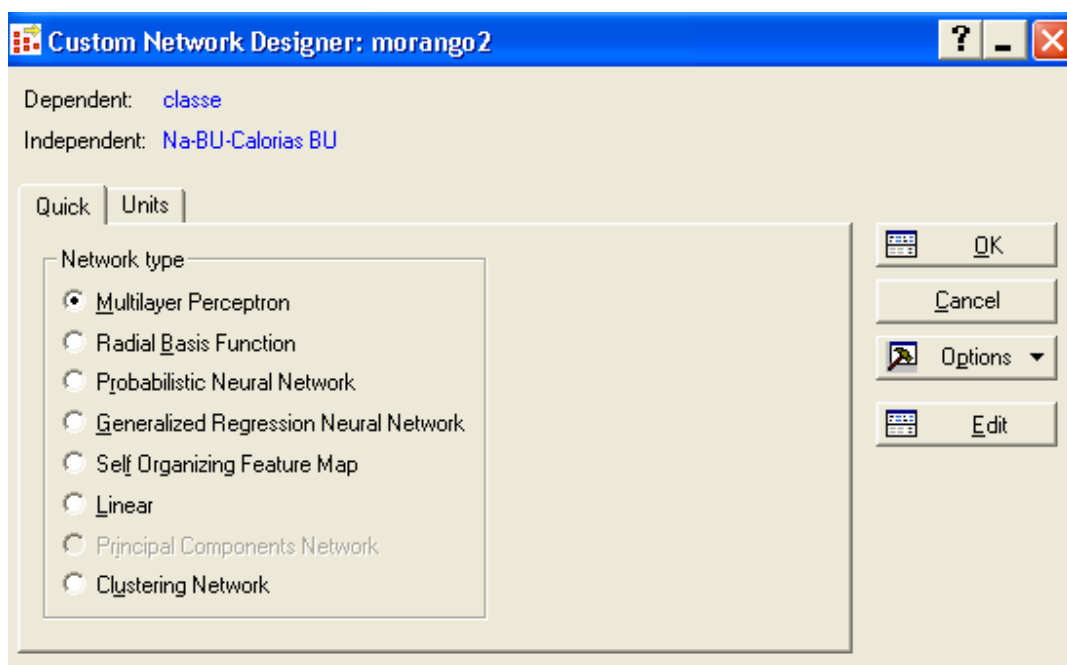 Custom Network Designer: morango2
Dependent: classe
Independent: Na-BU-Calorias BU
Quick
Units
Network type
Multilayer Perceptron
Radial Basis Function
Probabilistic Neural Network
Generalized Regression Neural Network
Self Organizing Feature Map
Linear
Principal Components Network
Clustering Network
OK
Cancel
Options
Edit